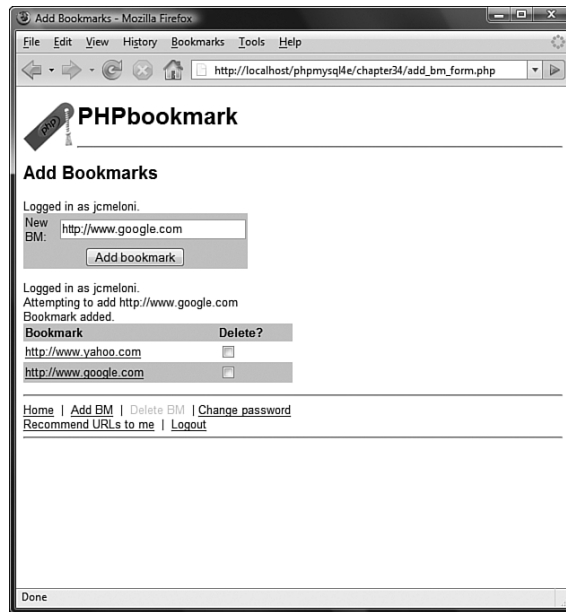 Add Bookmarks - Mozilla Firefox
File Edit View History Bookmarks Tools Help
http://localhost/phpmysql4e/chapter34/add_bm_form.php
php
PHPbookmark
Add Bookmarks
Logged in as jcmeloni.
New BM:
http://www.google.com
Add bookmark
Logged in as jcmeloni.
Attempting to add http://www.google.com
Bookmark added.
Bookmark Delete?
http://www.yahoo.com
http://www.google.com
Home | Add BM | Delete BM | Change password
Recommend URLs to me | Logout
Done